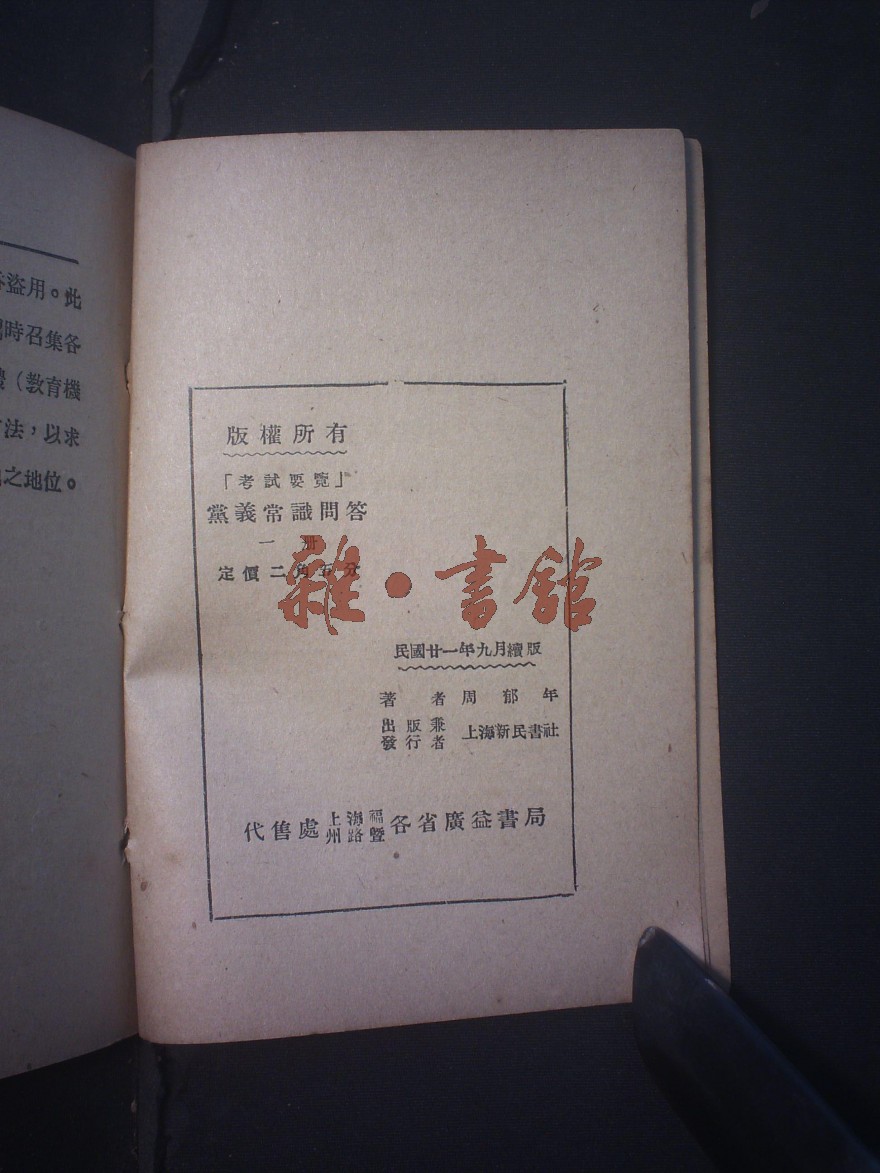 盜用。此
時召集各
（教育機
法，以求
之地位。
版權所有
「考試要覽」
黨義常識問答
一冊
定價二角五分
雜·書館
民國廿一年九月續版
著者周郁年
出版兼發行者 上海新民書社
代售處上海福州路暨各省廣益書局